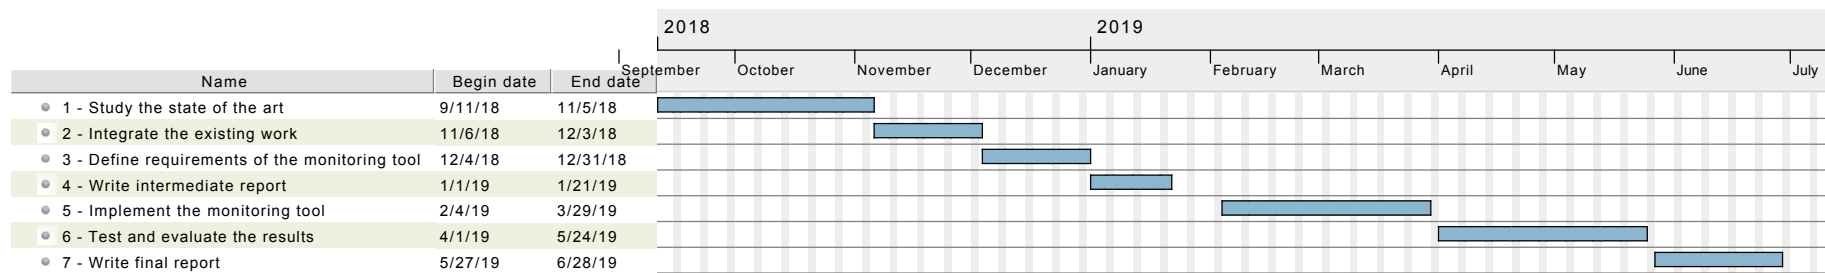 2018 2019
September October November December January February March April May June July
Name Begin date End date
1 - Study the state of the art 9/11/18 11/5/18
2 - Integrate the existing work 11/6/18 12/3/18
3 - Define requirements of the monitoring tool 12/4/18 12/31/18
4 - Write intermediate report 1/1/19 1/21/19
5 - Implement the monitoring tool 2/4/19 3/29/19
6 - Test and evaluate the results 4/1/19 5/24/19
7 - Write final report 5/27/19 6/28/19